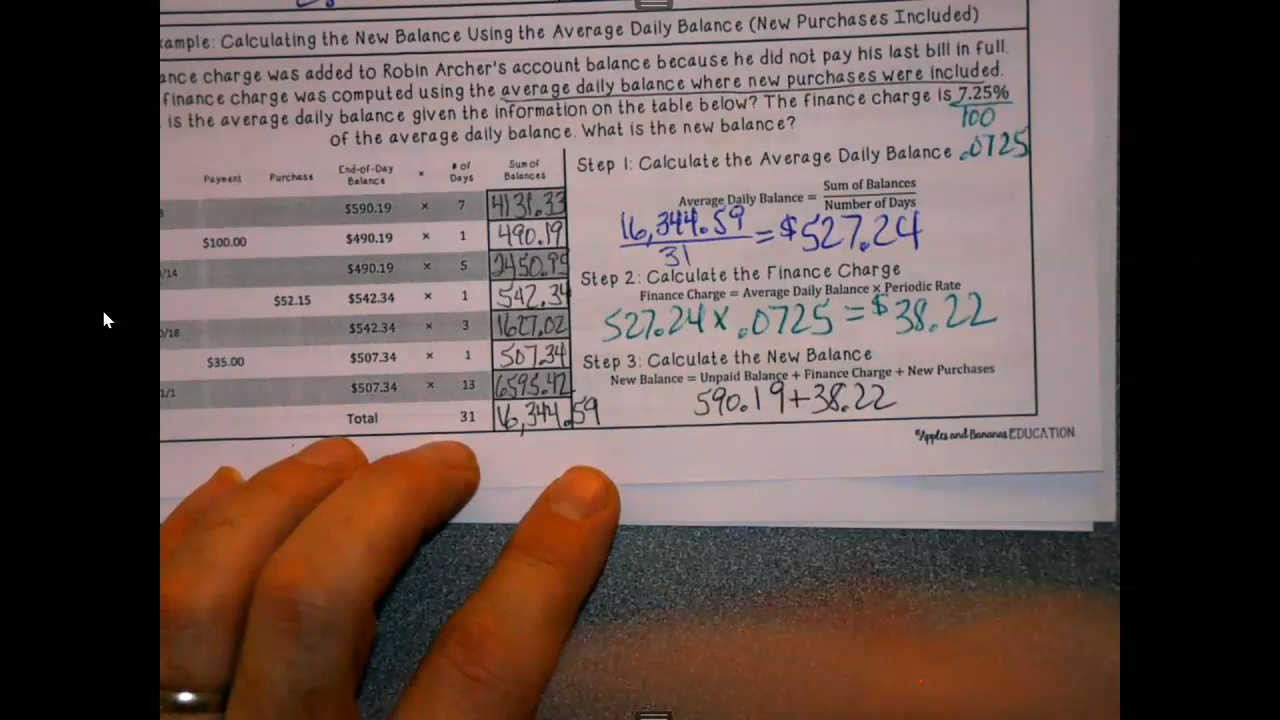 ample: Calculating the New Balance Using the Average Daily Balance (New Purchases Included)
ance charge was added to Robin Archer's account balance because he did not pay his last bill in full.
finance charge was computed using the average daily balance where new purchases were included.
is the average daily balance given the information on the table below? The finance charge is 7.25%
100
of the average daily balance. What is the new balance?
.0725
Payment Purchase End-of-Day Balance × # of Days Sum of Balances
$590.19 × 7 4131.33
$100.00 $490.19 × 1 490.19
/14 $490.19 × 5 2450.95
$52.15 $542.34 × 1 542.34
0/18 $542.34 × 3 1627.02
$35.00 $507.34 × 1 507.34
1/1 $507.34 × 13 6595.42
Total 31 16,344.59
Step 1: Calculate the Average Daily Balance
Average Daily Balance = Sum of Balances
Number of Days
16,344.59 = $527.24
31
Step 2: Calculate the Finance Charge
Finance Charge = Average Daily Balance × Periodic Rate
527.24 × .0725 = $38.22
Step 3: Calculate the New Balance
New Balance = Unpaid Balance + Finance Charge + New Purchases
590.19+38.22
©Apples and Bananas EDUCATION